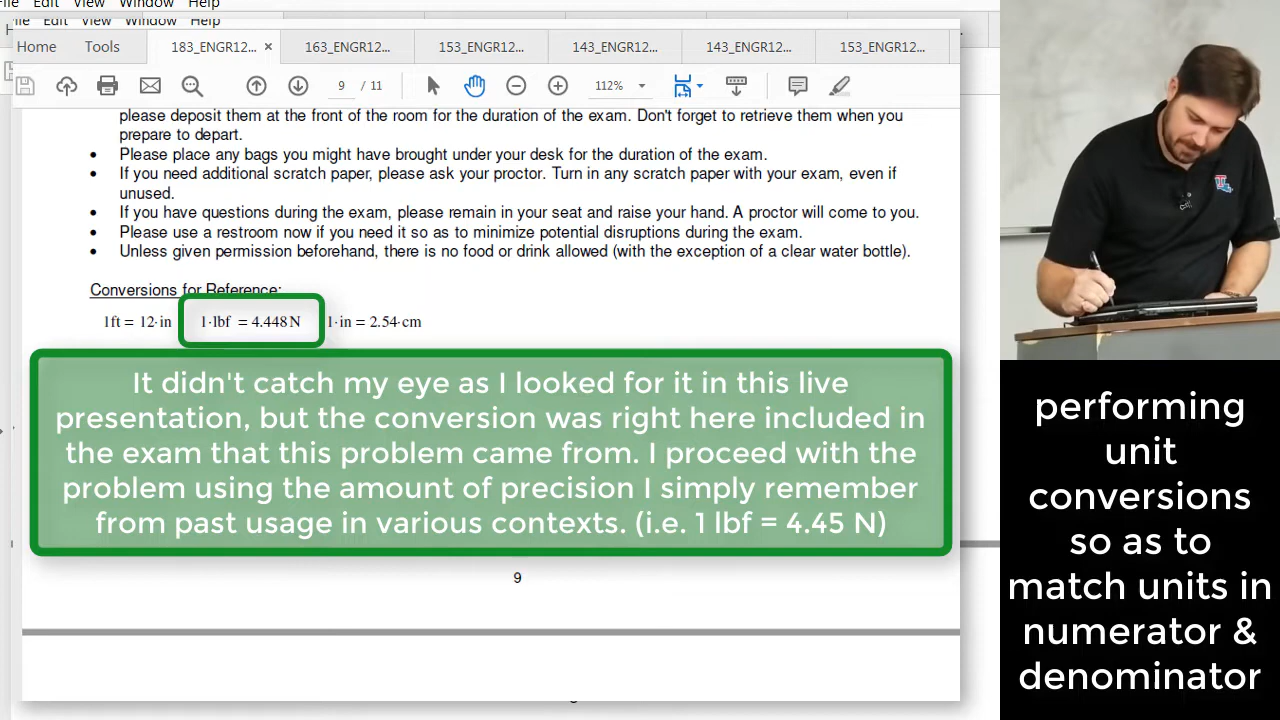 File Edit View Window Help
File Edit View Window Help
Home Tools 183_ENGR12... × 163_ENGR12... 153_ENGR12... 143_ENGR12... 143_ENGR12... 153_ENGR12...
9 / 11 112%
please deposit them at the front of the room for the duration of the exam. Don't forget to retrieve them when you
prepare to depart.
• Please place any bags you might have brought under your desk for the duration of the exam.
• If you need additional scratch paper, please ask your proctor. Turn in any scratch paper with your exam, even if
unused.
• If you have questions during the exam, please remain in your seat and raise your hand. A proctor will come to you.
• Please use a restroom now if you need it so as to minimize potential disruptions during the exam.
• Unless given permission beforehand, there is no food or drink allowed (with the exception of a clear water bottle).
Conversions for Reference:
1ft = 12·in 1·lbf = 4.448N 1·in = 2.54·cm
It didn't catch my eye as I looked for it in this live
presentation, but the conversion was right here included in
the exam that this problem came from. I proceed with the
problem using the amount of precision I simply remember
from past usage in various contexts. (i.e. 1 lbf = 4.45 N)
9
performing
unit
conversions
so as to
match units in
numerator &
denominator